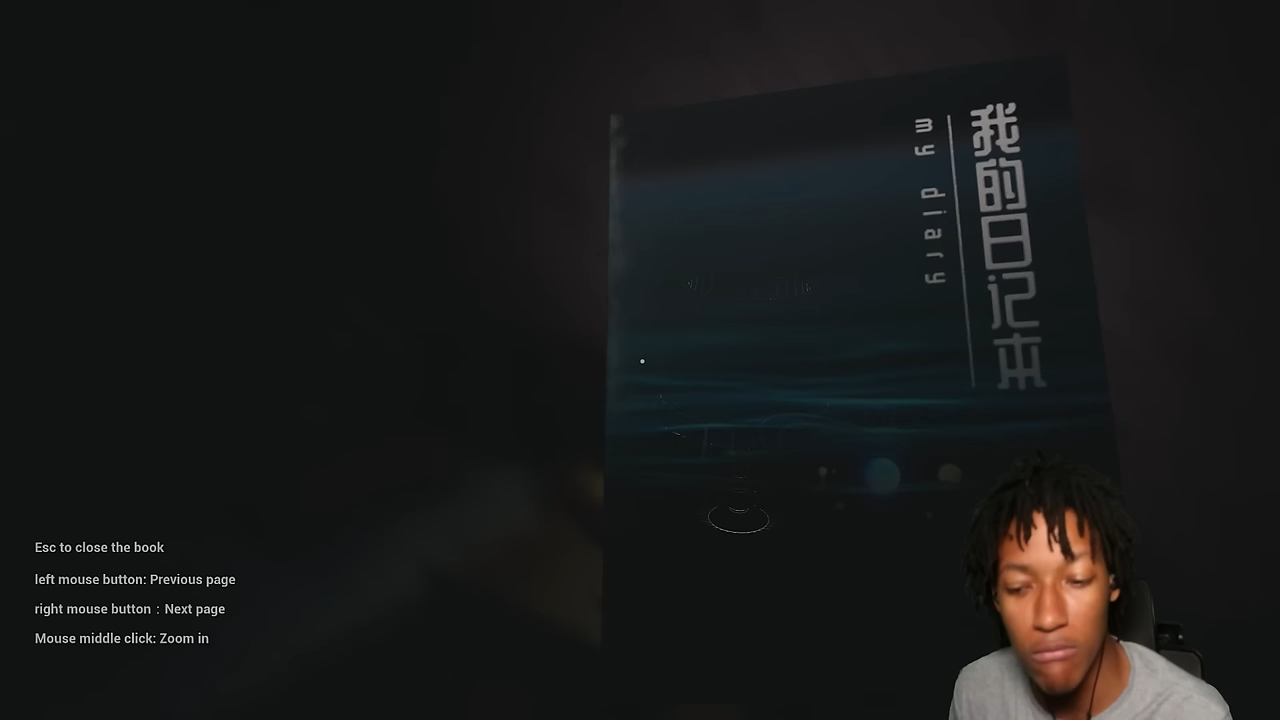 我的日记本
my diary
Esc to close the book
left mouse button: Previous page
right mouse button：Next page
Mouse middle click: Zoom in